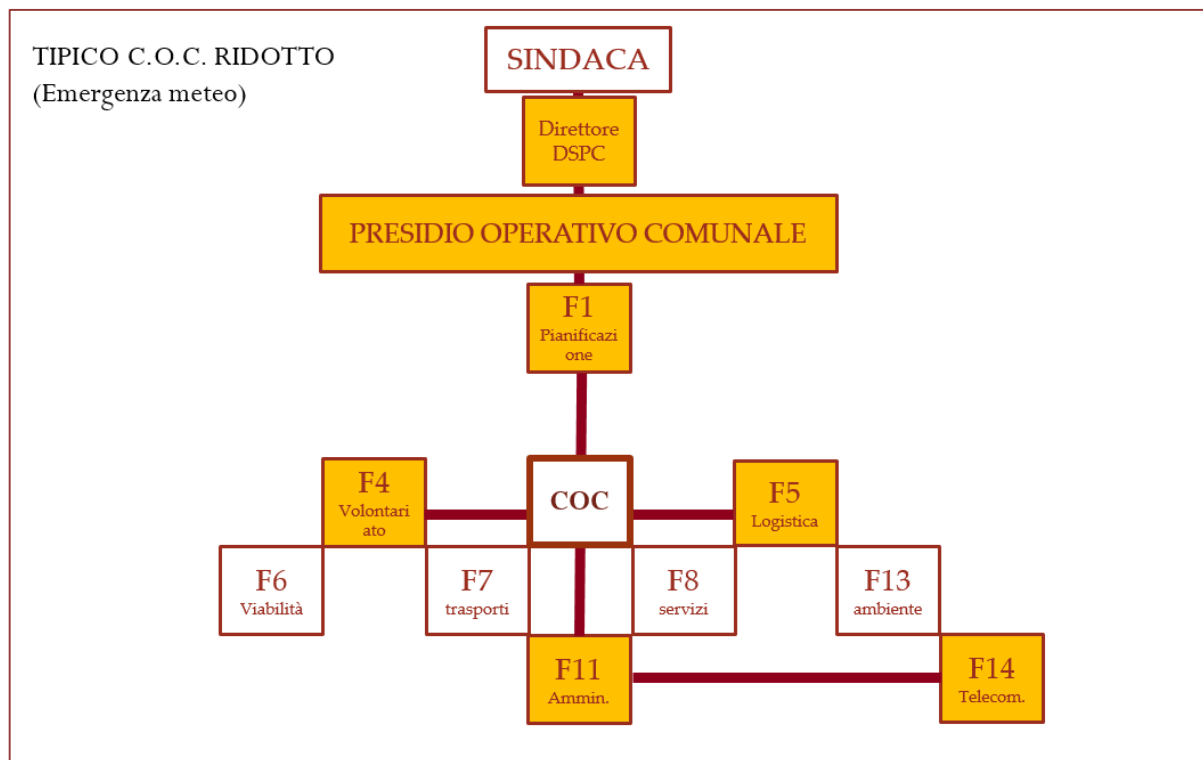 TIPICO C.O.C. RIDOTTO
(Emergenza meteo)
SINDACA
Direttore
DSPC
PRESIDIO OPERATIVO COMUNALE
F1
Pianificazi
one
F4
Volontari
ato
COC
F5
Logistica
F6
Viabilità
F7
trasporti
F8
servizi
F13
ambiente
F11
Ammin.
F14
Telecom.